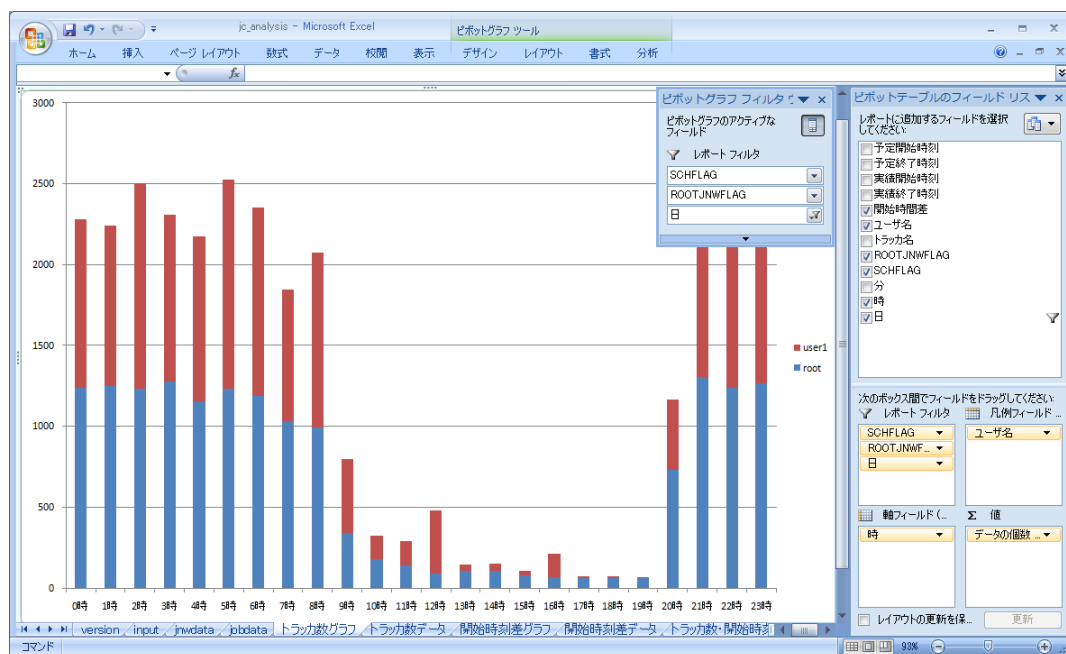 jc_analysis - Microsoft Excel
ピボットグラフ ツール
ホーム 挿入 ページ レイアウト 数式 データ 校閲 表示 デザイン レイアウト 書式 分析
fx
3000
2500
2000
1500
1000
500
0
0時 1時 2時 3時 4時 5時 6時 7時 8時 9時 10時 11時 12時 13時 14時 15時 16時 17時 18時 19時 20時 21時 22時 23時
user1
root
ピボットグラフ フィルタ
ピボットグラフのアクティブな
フィールド
レポート フィルタ
SCHFLAG
ROOTJNWFLAG
日
ピボットテーブルのフィールド リス
レポートに追加するフィールドを選択
してください:
予定開始時刻
予定終了時刻
実績開始時刻
実績終了時刻
開始時間差
ユーザ名
トラッカ名
ROOTJNWFLAG
SCHFLAG
分
時
日
次のボックス間でフィールドをドラッグしてください:
レポート フィルタ 凡例フィールド ...
SCHFLAG
ROOTJNWF...
日
ユーザ名
軸フィールド (... Σ 値
時
データの個数 ...
レイアウトの更新を保... 更新
version input jnwdata jobdata トラッカ数グラフ トラッカ数データ 開始時刻差グラフ 開始時刻差データ トラッカ数・開始時刻
コマンド 93%